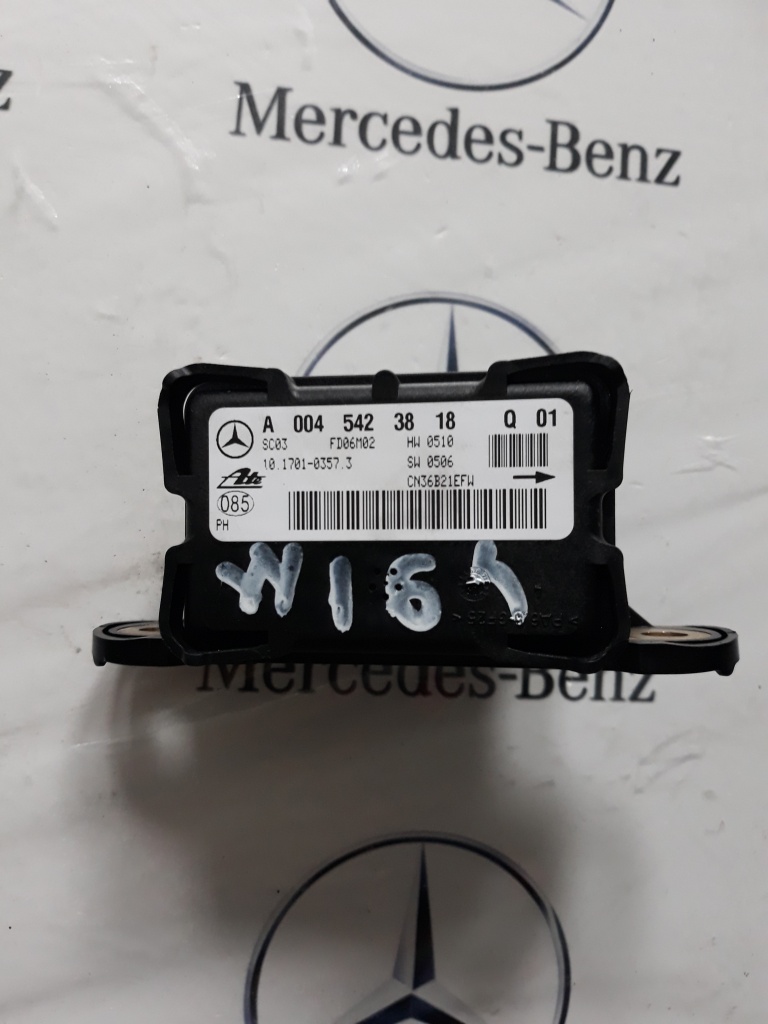 Mercedes-Benz
A 004 542 38 18 Q 01
SC03 FD06M02 HW 0510
10.1701-0357.3 SW 0506
Ate CN36B21EFW
085
PH
Mercedes-Benz